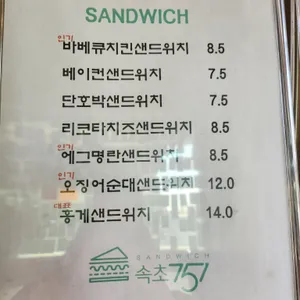 SANDWICH
인기
바베큐치킨샌드위치 8.5
베이컨샌드위치 7.5
단호박샌드위치 7.5
리코타치즈샌드위치 8.5
인기
에그명란샌드위치 8.5
인기
오징어순대샌드위치 12.0
대표
홍게샌드위치 14.0
SANDWICH
속초757